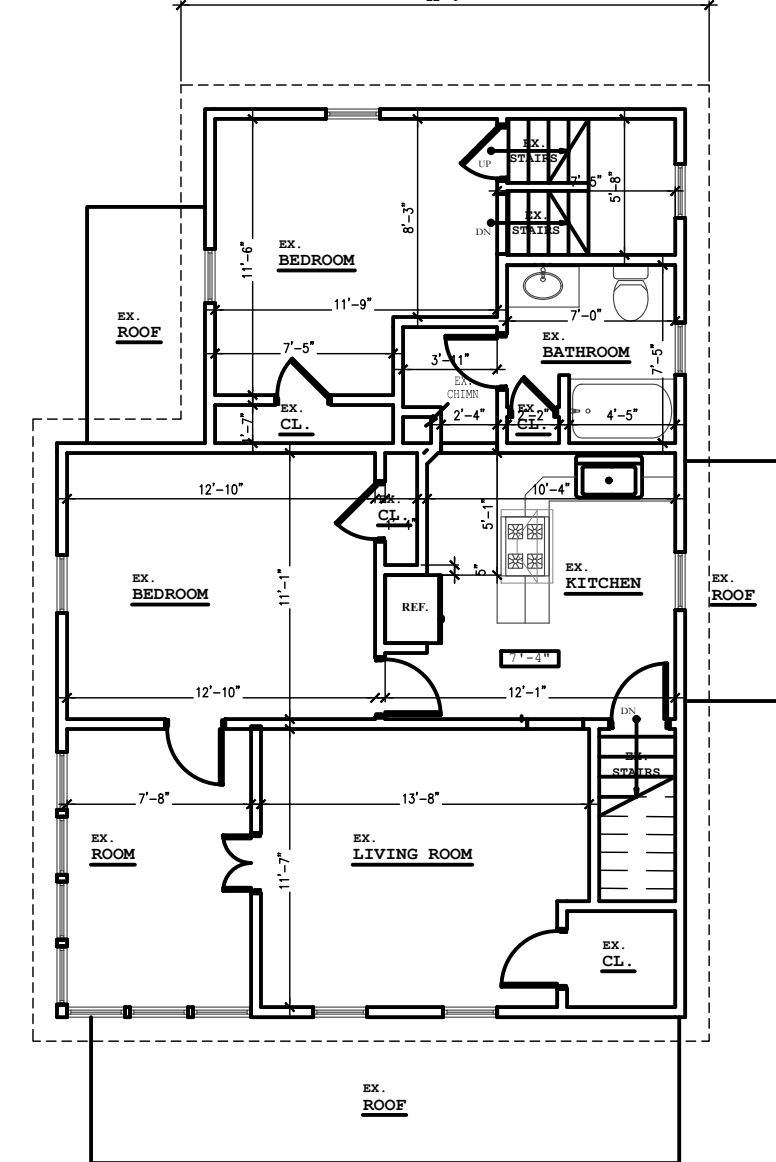 EX.
STAIRS
UP
7'-5"
5'-8"
8'-3"
EX.
STAIRS
DN
EX.
BEDROOM
11'-6"
11'-9"
7'-0"
EX.
ROOF
EX.
BATHROOM
7'-5"
3'-11"
7'-5"
EX.
CHIMN
EX.
CL.
2'-4"
2'-2"
EX.
CL.
4'-5"
12'-10"
EX.
CL.
10'-4"
5'-1"
EX.
BEDROOM
11'-1"
5"
EX.
KITCHEN
EX.
ROOF
REF.
7'-4"
12'-10"
12'-1"
DN
EX.
STAIRS
7'-8"
13'-8"
EX.
ROOM
EX.
LIVING ROOM
11'-7"
EX.
CL.
EX.
ROOF